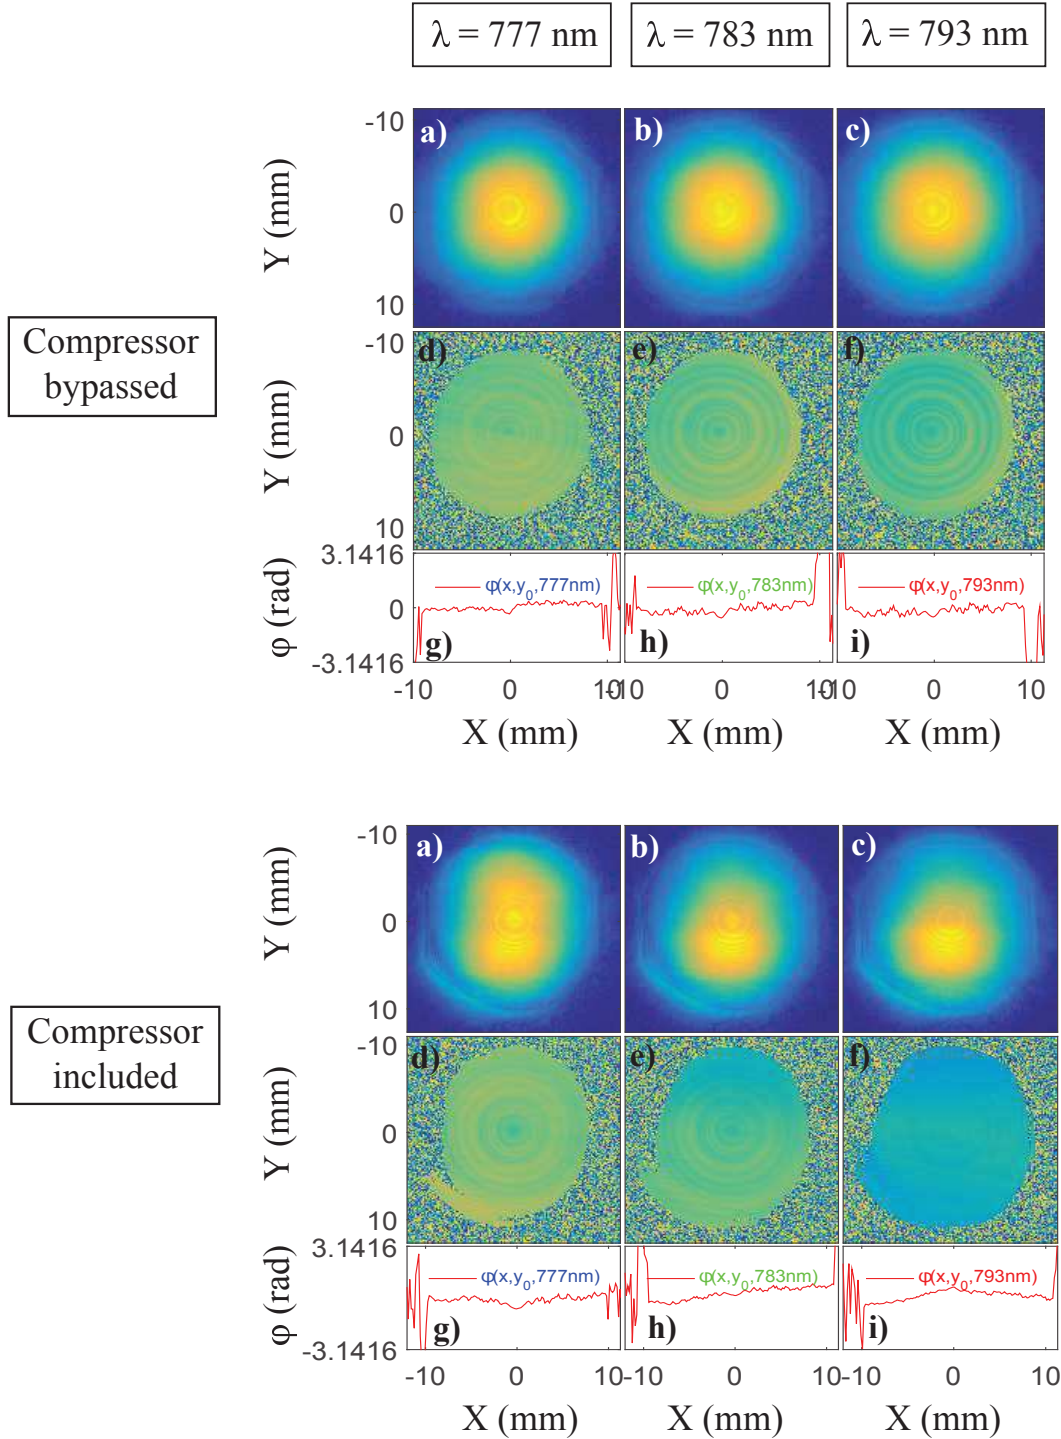 λ = 777 nm λ = 783 nm λ = 793 nm
a) b) c)
-10
0
10
Y (mm)
Compressor
bypassed
d) e) f)
-10
0
10
Y (mm)
3.1416
0
-3.1416
φ (rad)
φ(x,y0,777nm) φ(x,y0,783nm) φ(x,y0,793nm)
g) h) i)
-10 0 10 -10 0 10 -10 0 10
X (mm) X (mm) X (mm)
a) b) c)
-10
0
10
Y (mm)
Compressor
included
d) e) f)
-10
0
10
Y (mm)
3.1416
-3.1416
φ (rad)
φ(x,y0,777nm) φ(x,y0,783nm) φ(x,y0,793nm)
g) h) i)
-10 0 -10 0 10 -10 0 10
X (mm) X (mm) X (mm)